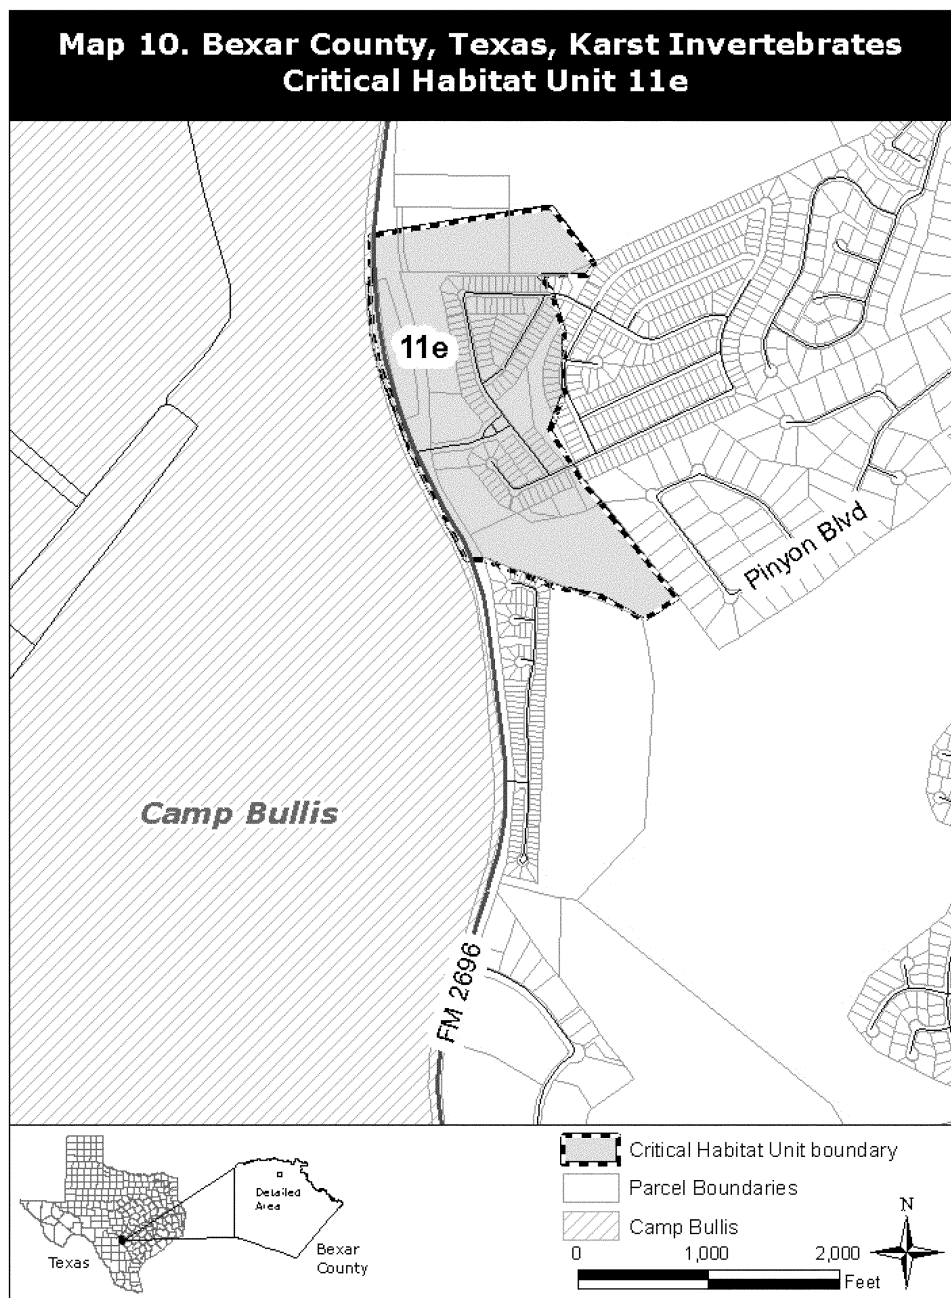 Map 10. Bexar County, Texas, Karst Invertebrates
Critical Habitat Unit 11e
11e
Pinyon Blvd
Camp Bullis
FM 2696
Texas
Detailed
Area
Bexar
County
Critical Habitat Unit boundary
Parcel Boundaries
Camp Bullis
N
0 1,000 2,000
Feet